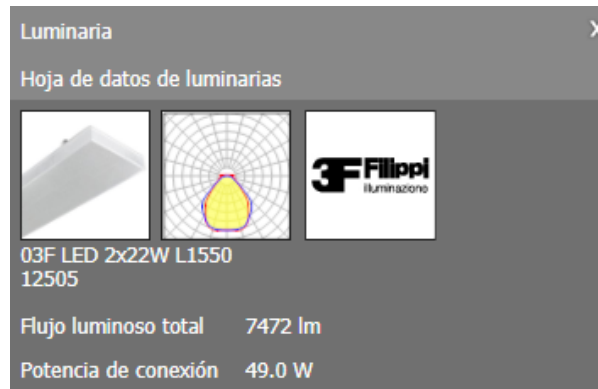 Luminaria X
Hoja de datos de luminarias
3F Filippi
Illuminazione
03F LED 2x22W L1550
12505
Flujo luminoso total 7472 lm
Potencia de conexión 49.0 W